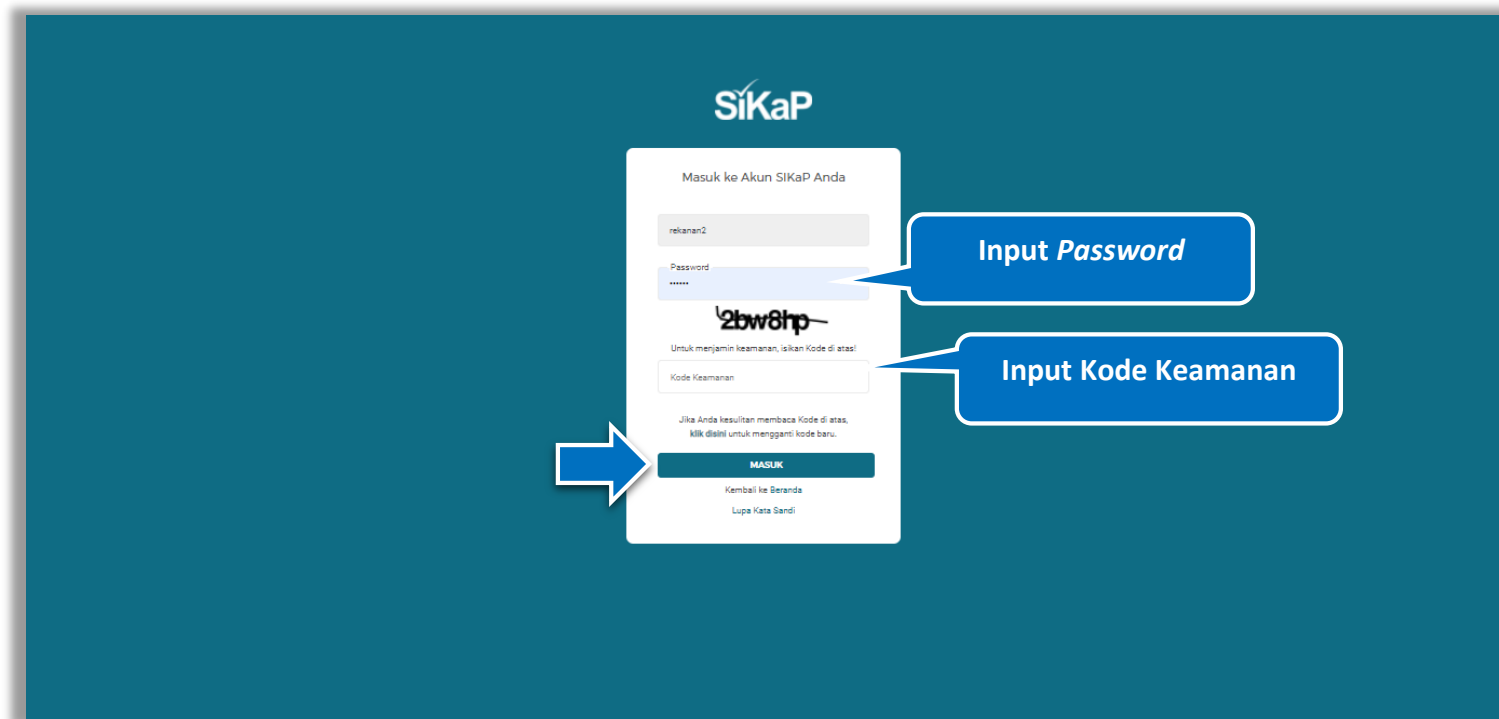 SiKaP
Masuk ke Akun SIKaP Anda
rekanan2
Input Password
Password
••••••
2bw8hp
Untuk menjamin keamanan, isikan Kode di atas!
Input Kode Keamanan
Kode Keamanan
Jika Anda kesulitan membaca Kode di atas,
klik disini untuk mengganti kode baru.
MASUK
Kembali ke Beranda
Lupa Kata Sandi